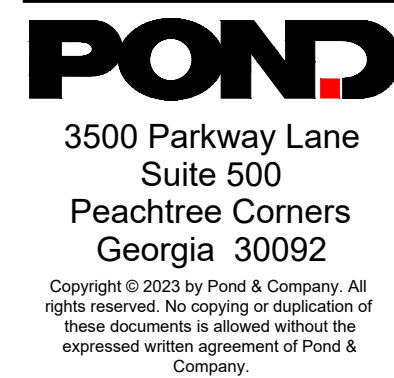 POND
3500 Parkway Lane
Suite 500
Peachtree Corners
Georgia 30092
Copyright © 2023 by Pond & Company. All
rights reserved. No copying or duplication of
these documents is allowed without the
expressed written agreement of Pond &
Company.